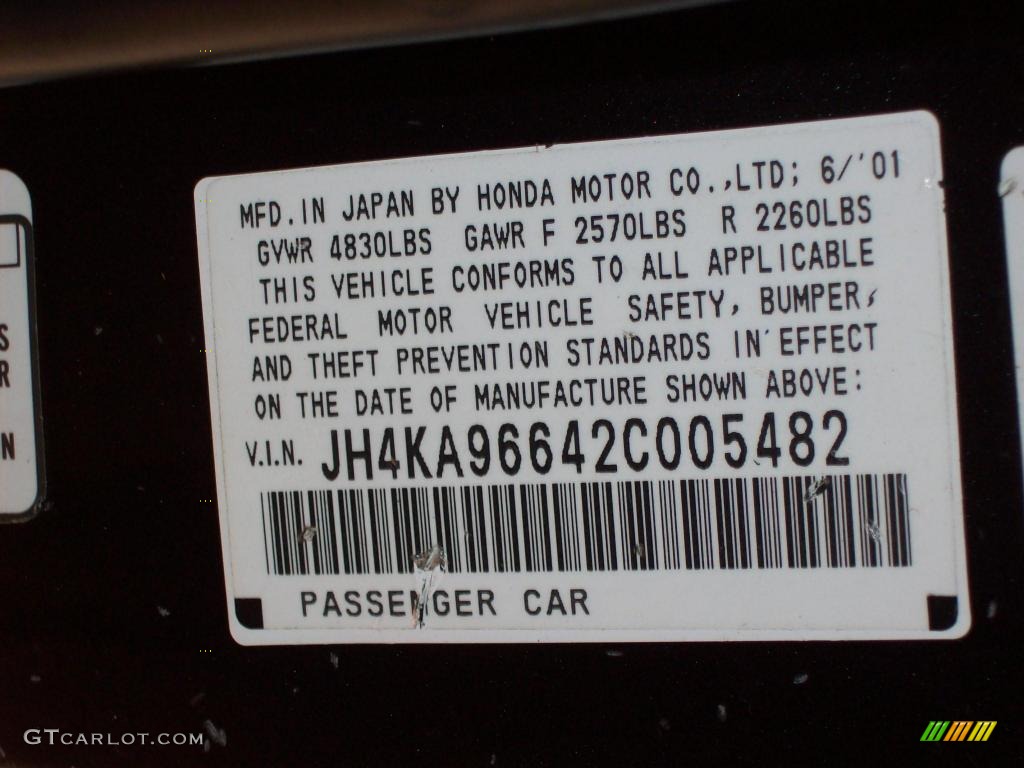 MFD. IN JAPAN BY HONDA MOTOR CO.,LTD; 6/'01
GVWR 4830LBS GAWR F 2570LBS R 2260LBS
THIS VEHICLE CONFORMS TO ALL APPLICABLE
FEDERAL MOTOR VEHICLE SAFETY, BUMPER,
AND THEFT PREVENTION STANDARDS IN EFFECT
ON THE DATE OF MANUFACTURE SHOWN ABOVE:
V.I.N. JH4KA96642C005482
PASSENGER CAR
S
R
N
GTCARLOT.COM